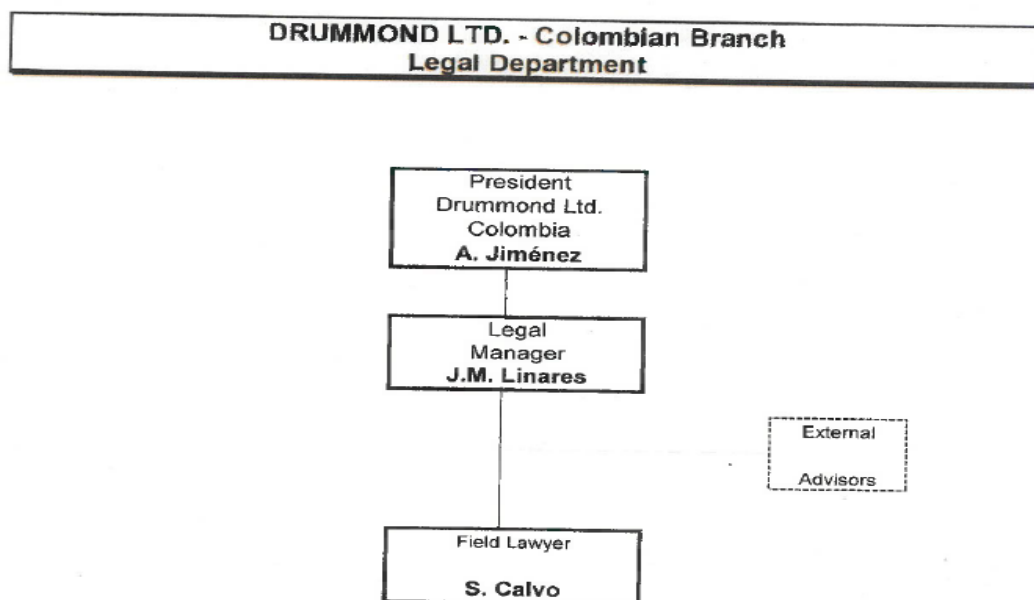 DRUMMOND LTD. - Colombian Branch
Legal Department
President
Drummond Ltd.
Colombia
A. Jiménez
Legal
Manager
J.M. Linares
External
Advisors
Field Lawyer
S. Calvo